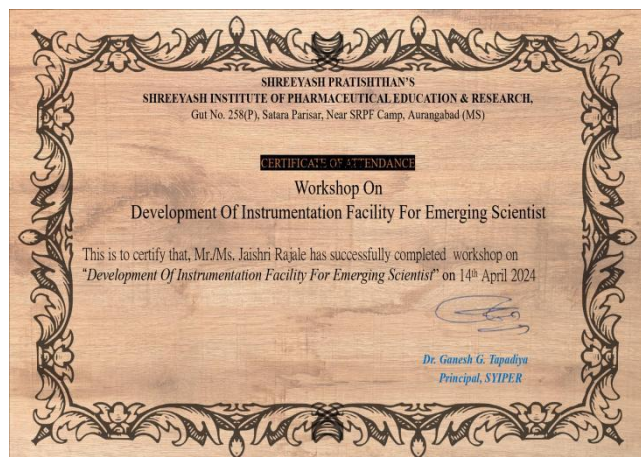 SHREEYASH PRATISHTHAN'S
SHREEYASH INSTITUTE OF PHARMACEUTICAL EDUCATION & RESEARCH,
Gut No. 258(P), Satara Parisar, Near SRPF Camp, Aurangabad (MS)
CERTIFICATE OF ATTENDANCE
Workshop On
Development Of Instrumentation Facility For Emerging Scientist
This is to certify that, Mr./Ms. Jaishri Rajale has successfully completed workshop on
"Development Of Instrumentation Facility For Emerging Scientist" on 14th April 2024
Dr. Ganesh G. Tapadiya
Principal, SYIPER